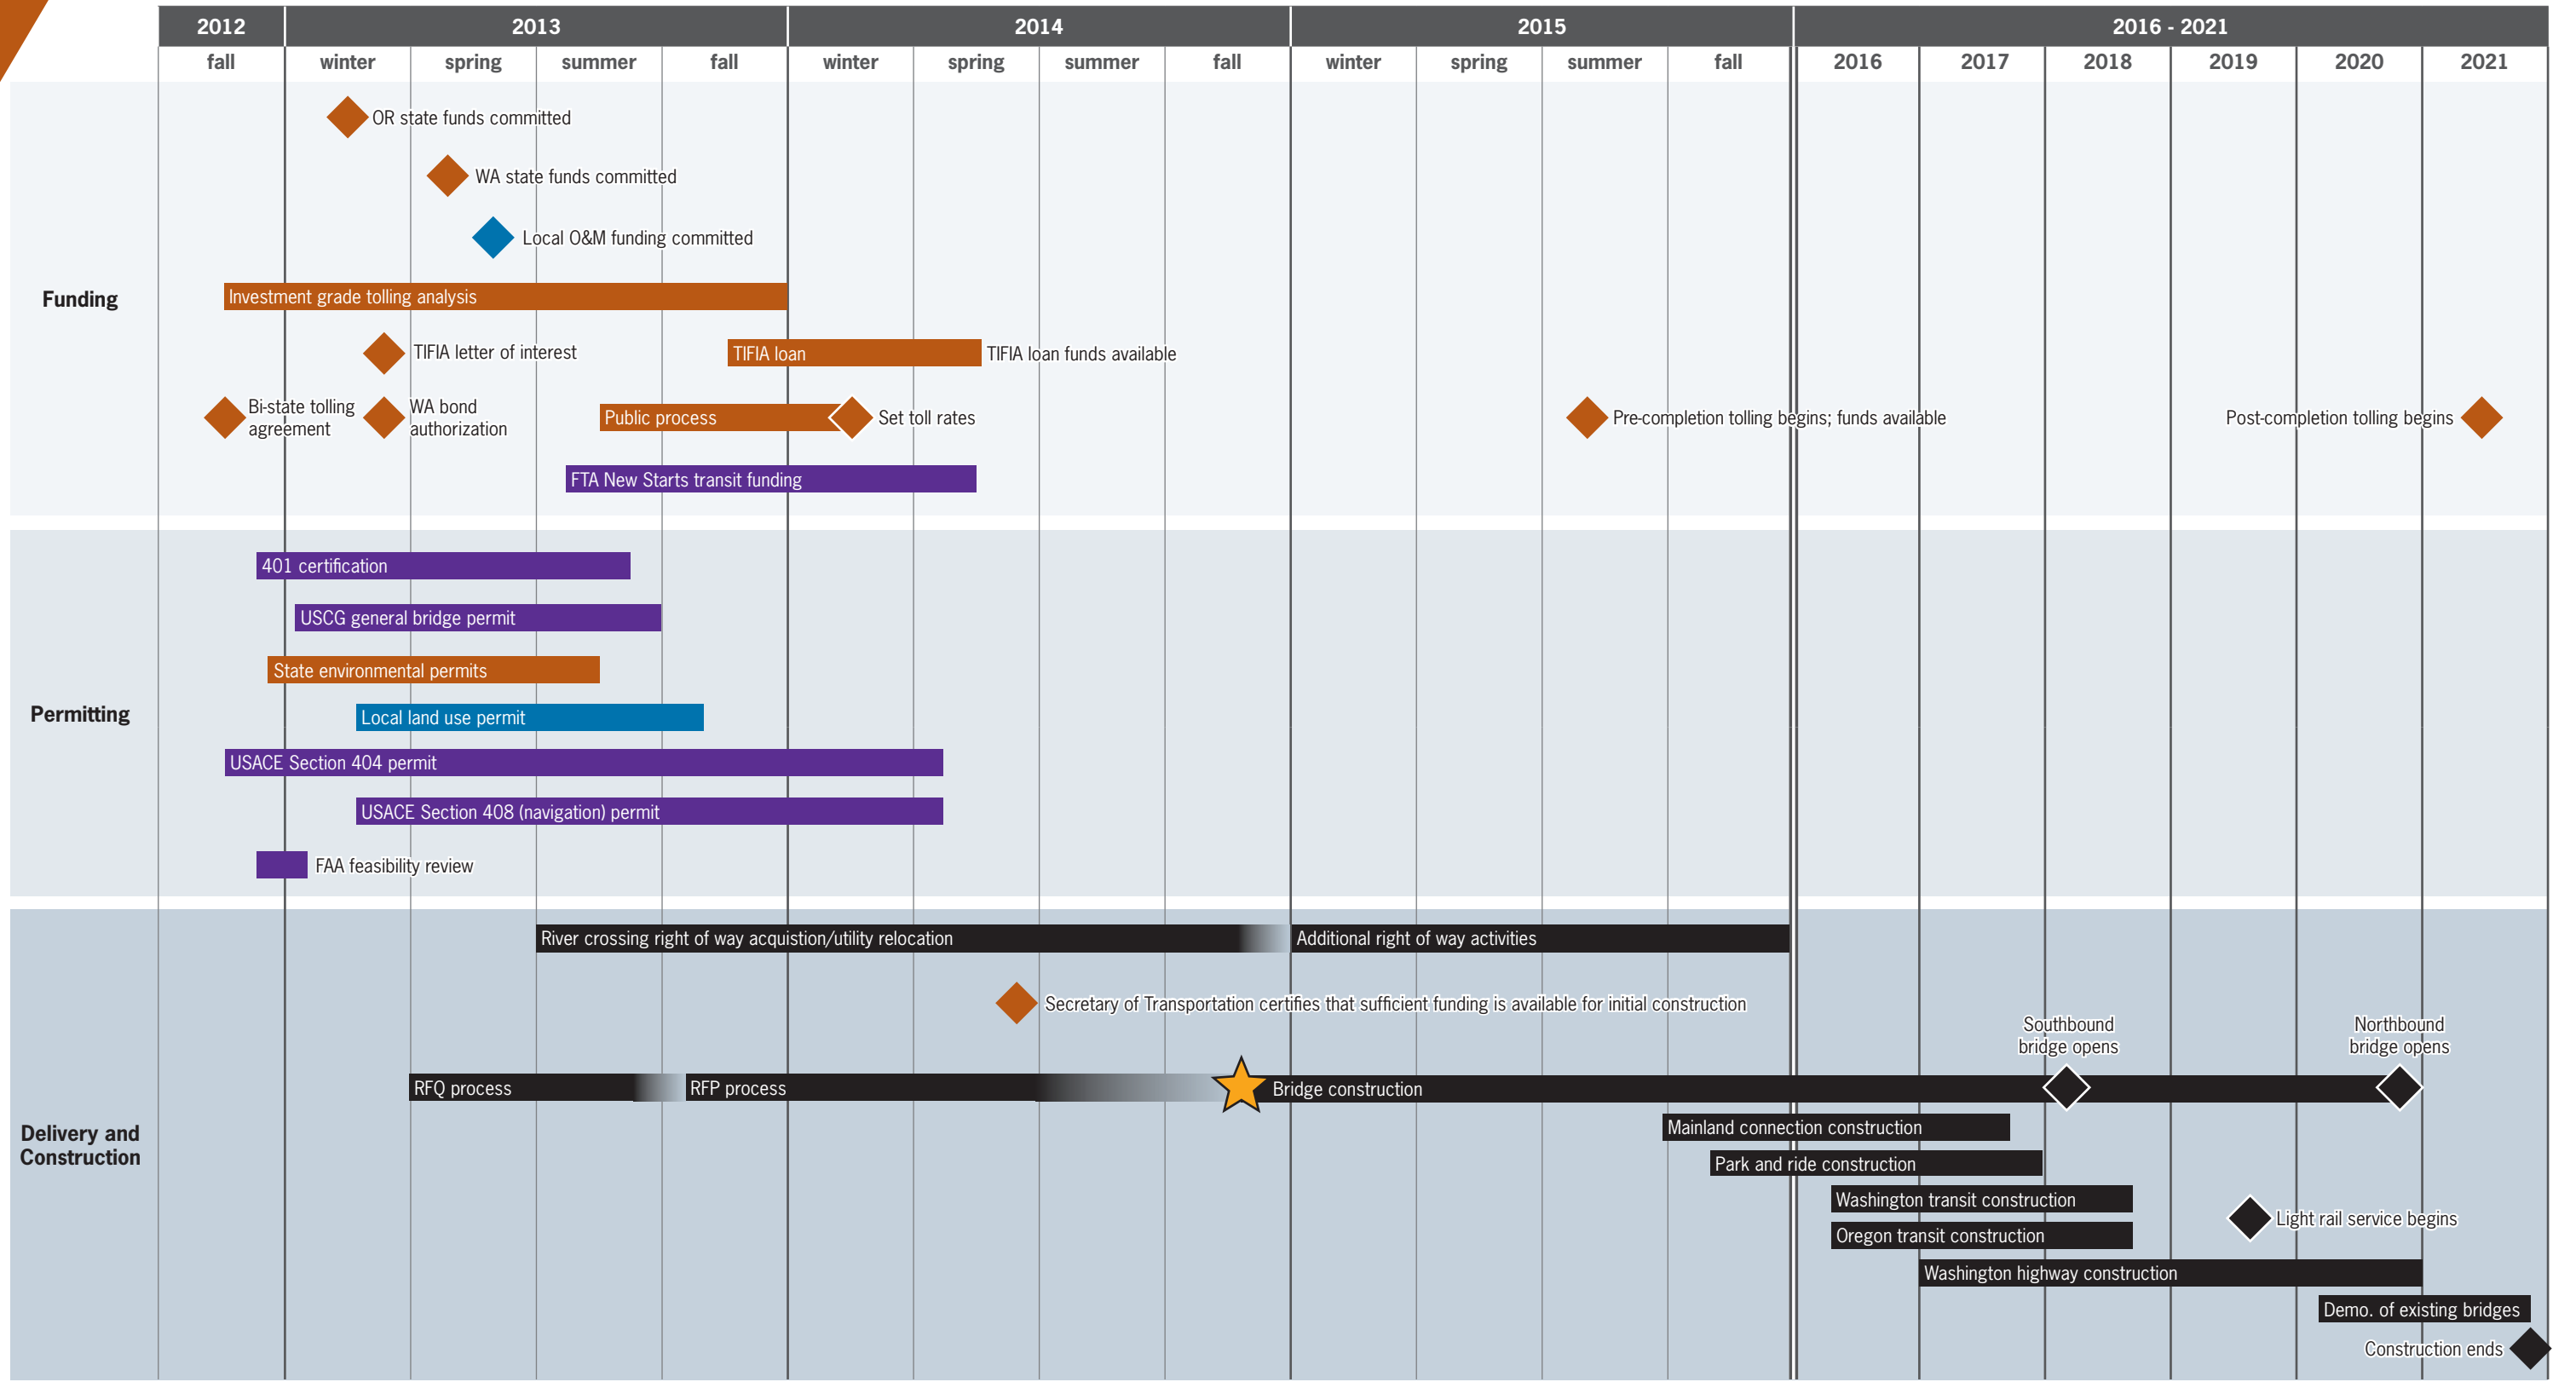 2012 2013 2014 2015 2016 - 2021
fall winter spring summer fall winter spring summer fall winter spring summer fall 2016 2017 2018 2019 2020 2021
Funding
OR state funds committed
WA state funds committed
Local O&M funding committed
Investment grade tolling analysis
TIFIA letter of interest
TIFIA loan
TIFIA loan funds available
Bi-state tolling
agreement
WA bond
authorization
Public process
Set toll rates
Pre-completion tolling begins; funds available
Post-completion tolling begins
FTA New Starts transit funding
Permitting
401 certification
USCG general bridge permit
State environmental permits
Local land use permit
USACE Section 404 permit
USACE Section 408 (navigation) permit
FAA feasibility review
Delivery and
Construction
River crossing right of way acquistion/utility relocation
Additional right of way activities
Secretary of Transportation certifies that sufficient funding is available for initial construction
Southbound
bridge opens
Northbound
bridge opens
RFQ process
RFP process
Bridge construction
Mainland connection construction
Park and ride construction
Washington transit construction
Light rail service begins
Oregon transit construction
Washington highway construction
Demo. of existing bridges
Construction ends